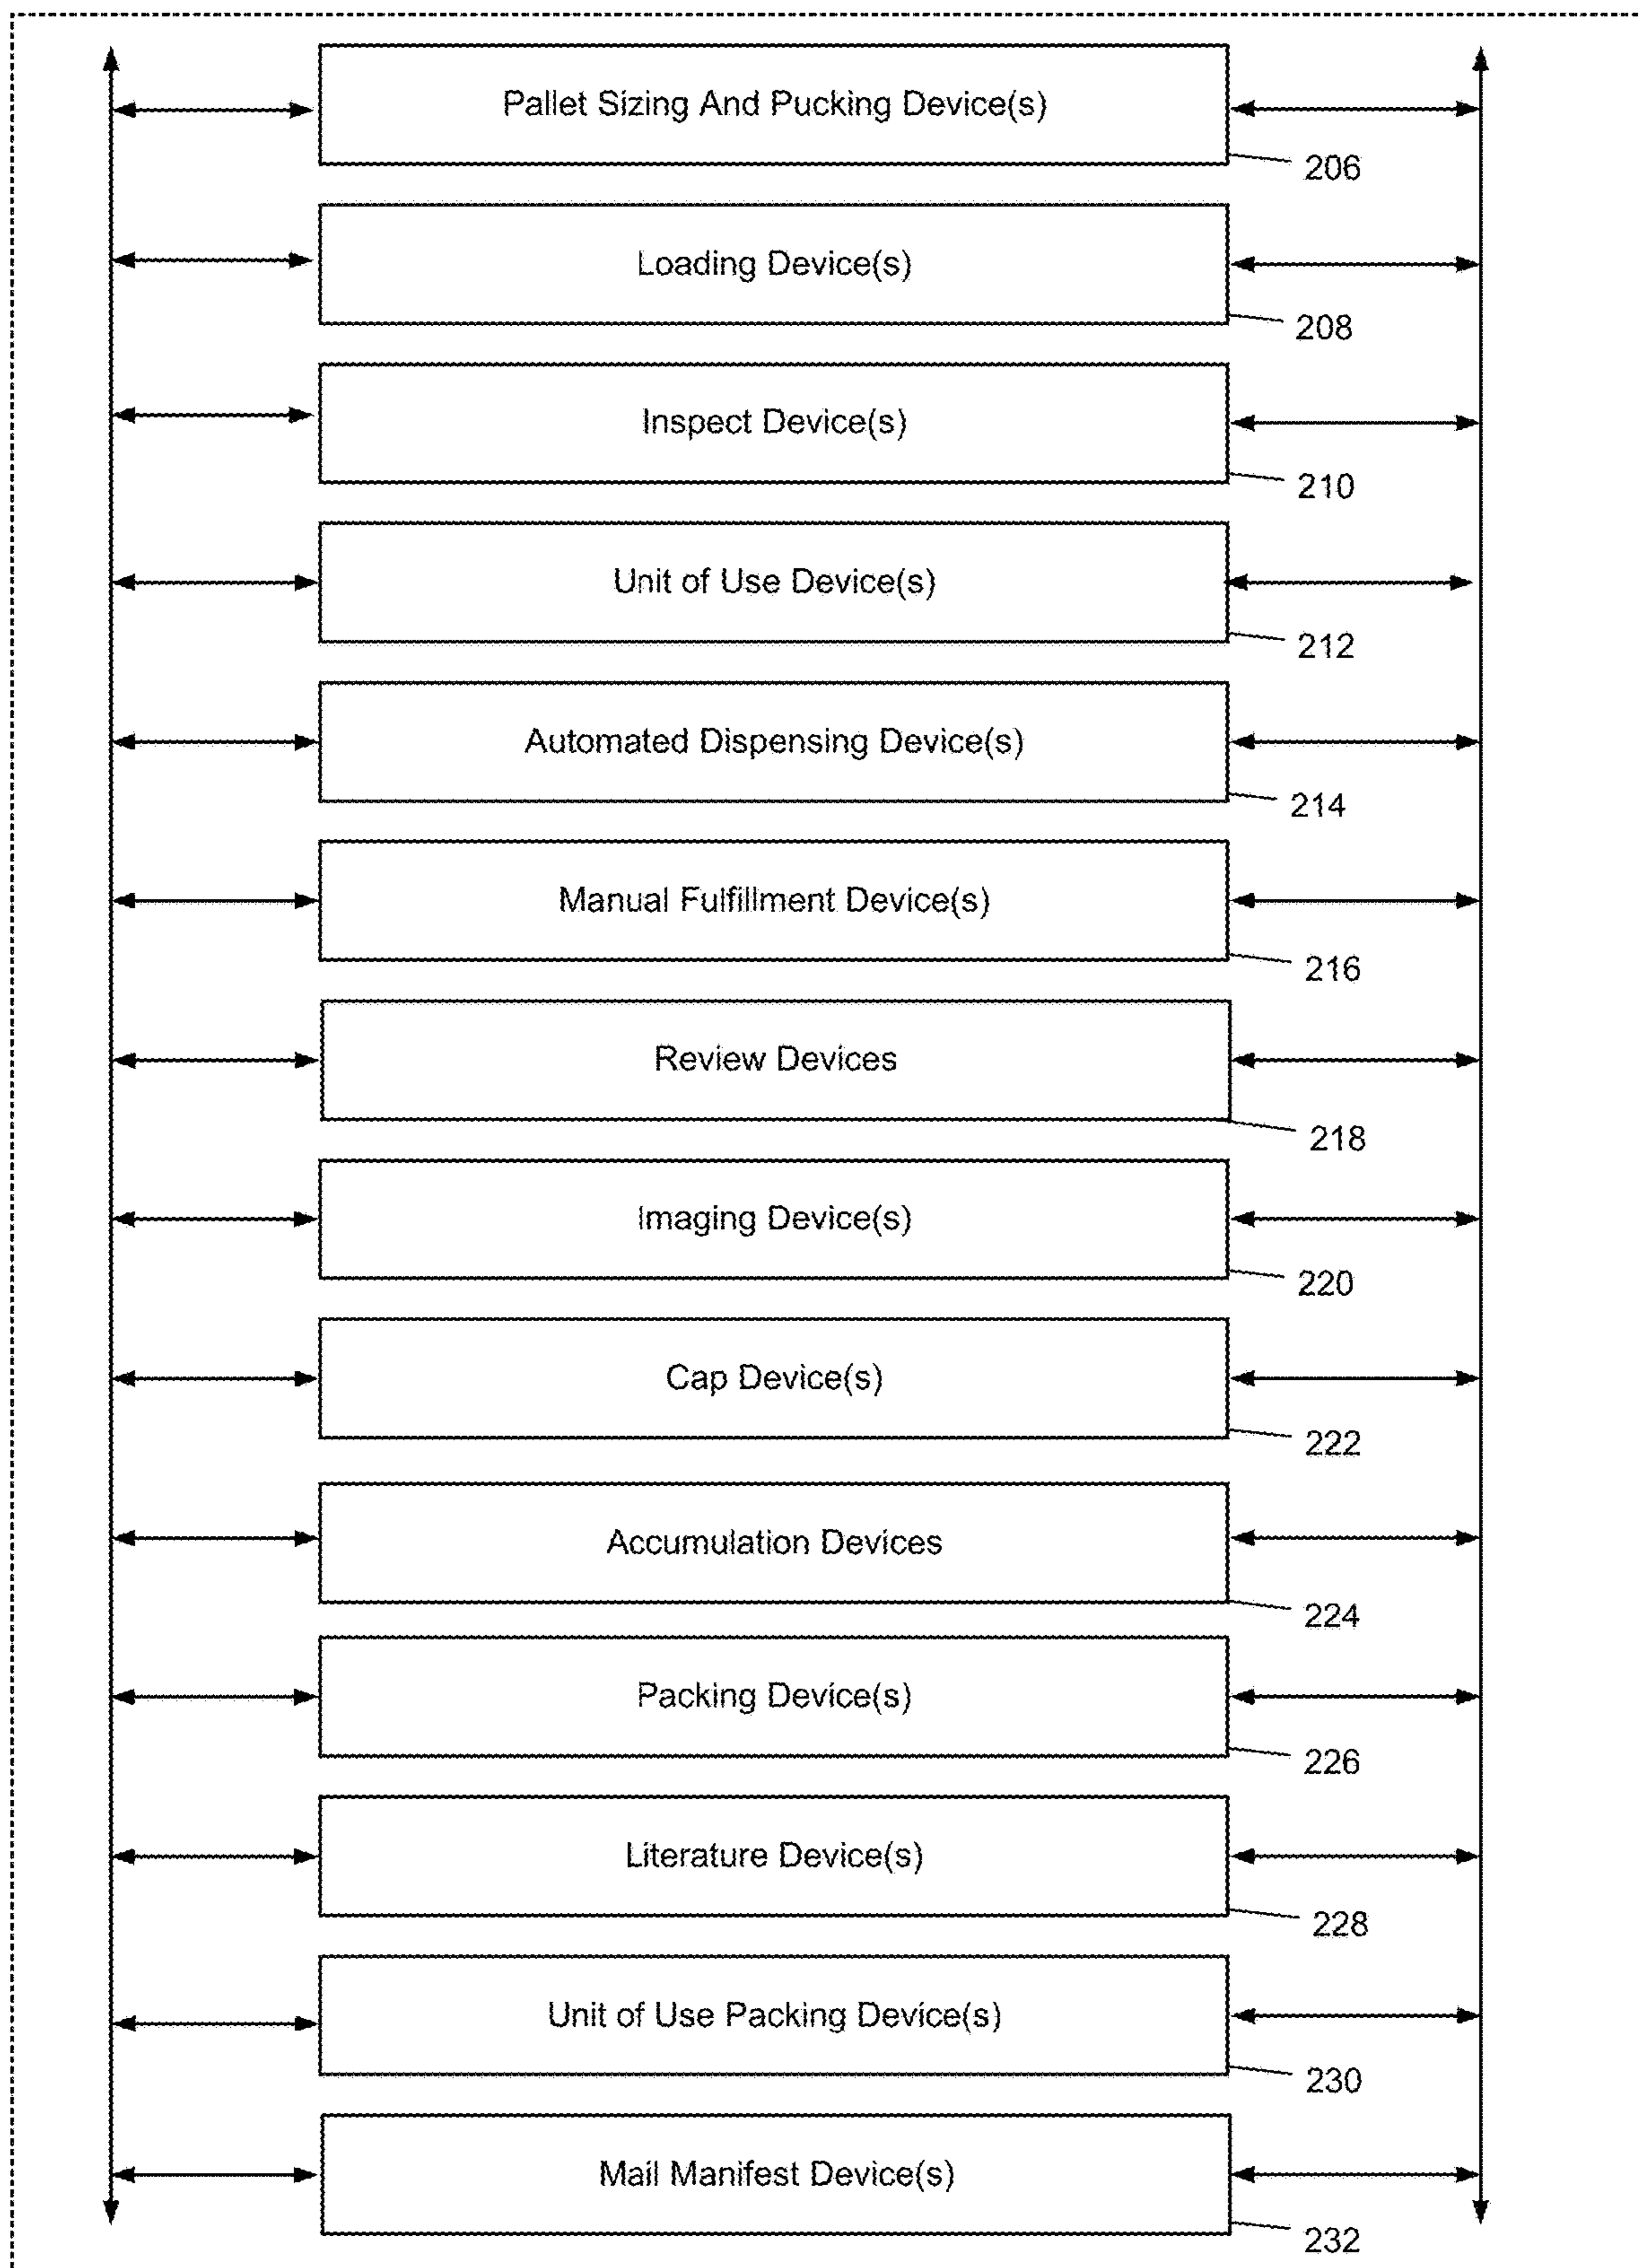 Pallet Sizing And Pucking Device(s)
206
Loading Device(s)
208
Inspect Device(s)
210
Unit of Use Device(s)
212
Automated Dispensing Device(s)
214
Manual Fulfillment Device(s)
216
Review Devices
218
Imaging Device(s)
220
Cap Device(s)
222
Accumulation Devices
224
Packing Device(s)
226
Literature Device(s)
228
Unit of Use Packing Device(s)
230
Mail Manifest Device(s)
232